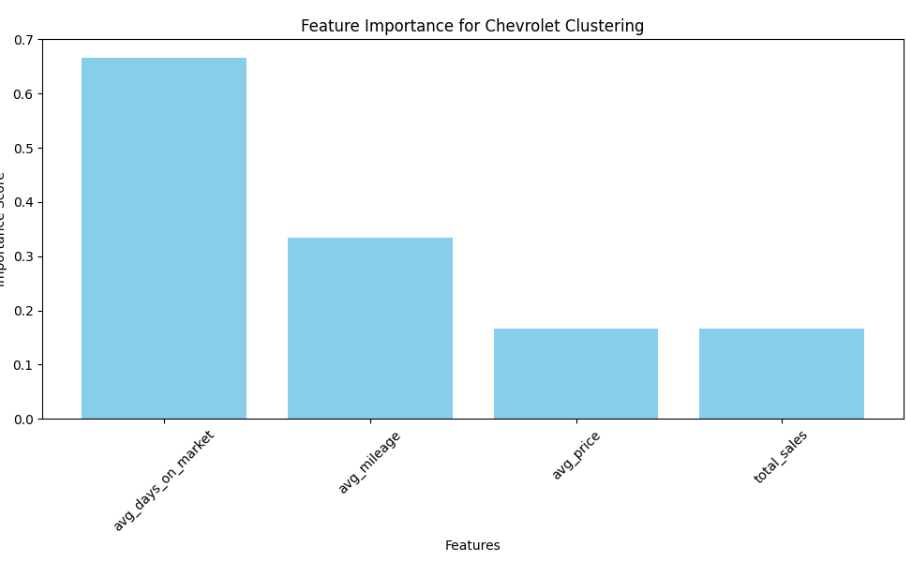 Feature Importance for Chevrolet Clustering
0.7
0.6
0.5
0.4
0.3
0.2
0.1
0.0
Importance Score
avg_days_on_market
avg_mileage
avg_price
total_sales
Features